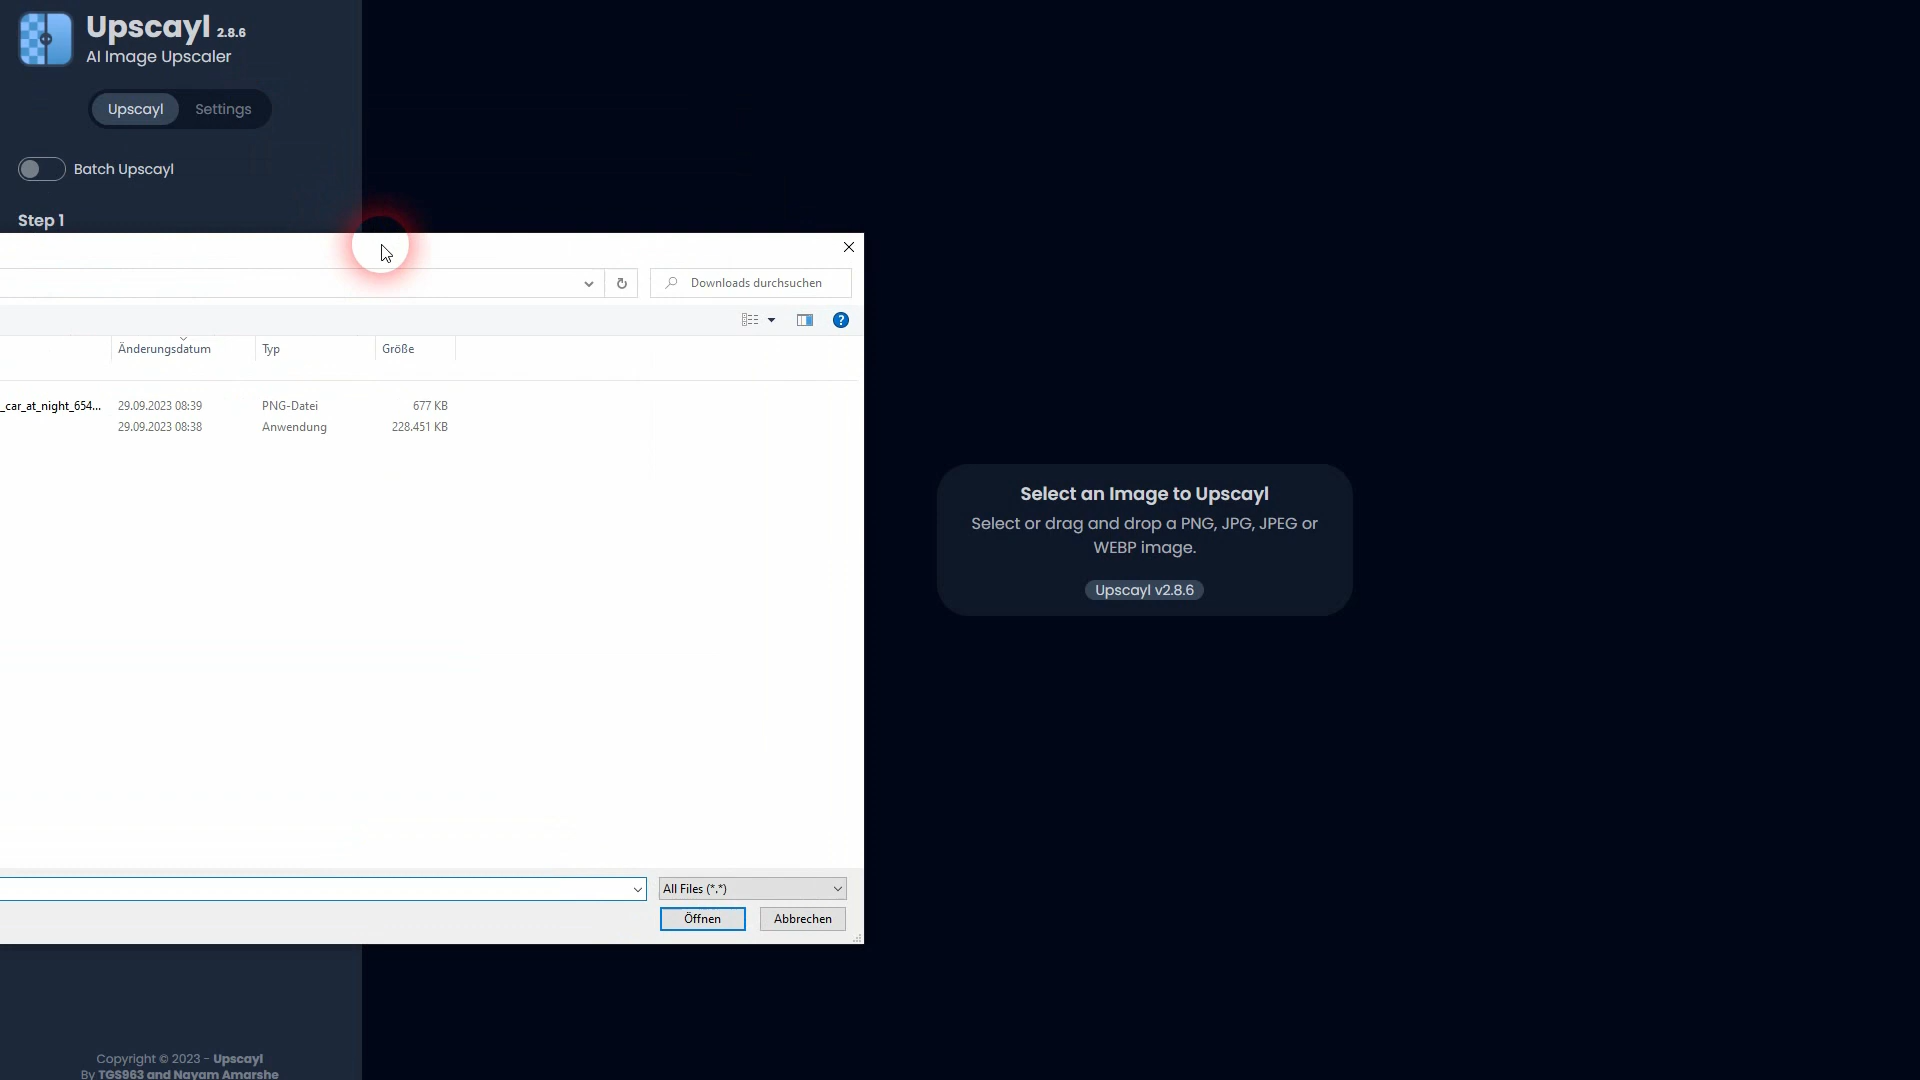 Upscayl 2.8.6
AI Image Upscaler
Upscayl Settings
Batch Upscayl
Step 1
Downloads durchsuchen
?
Änderungsdatum Typ Größe
_car_at_night_654... 29.09.2023 08:39 PNG-Datei 677 KB
29.09.2023 08:38 Anwendung 228.451 KB
Select an Image to Upscayl
Select or drag and drop a PNG, JPG, JPEG or
WEBP image.
Upscayl v2.8.6
All Files (*.*)
Öffnen Abbrechen
Copyright © 2023 - Upscayl
By TGS963 and Nayam Amarshe